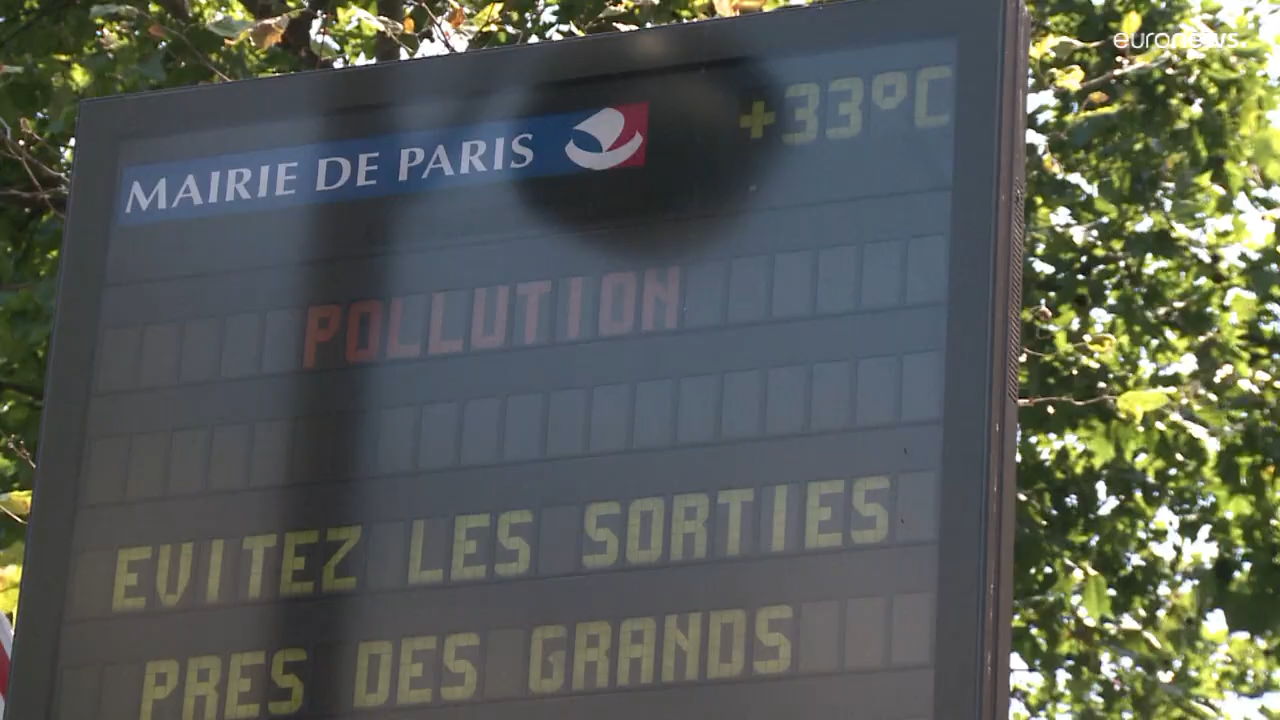 euronews.
+33°C
MAIRIE DE PARIS
POLLUTION
EVITEZ LES SORTIES
PRES DES GRANDS